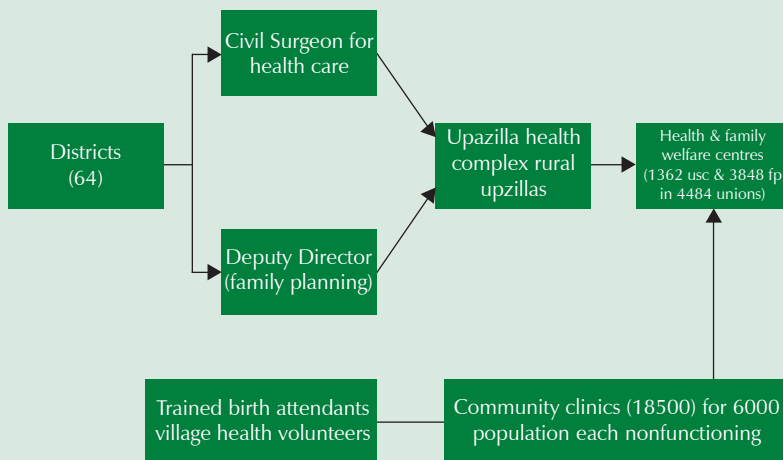 Civil Surgeon for
health care
Districts
(64)
Upazilla health
complex rural
upzillas
Health & family
welfare centres
(1362 usc & 3848 fp
in 4484 unions)
Deputy Director
(family planning)
Trained birth attendants
village health volunteers
Community clinics (18500) for 6000
population each nonfunctioning